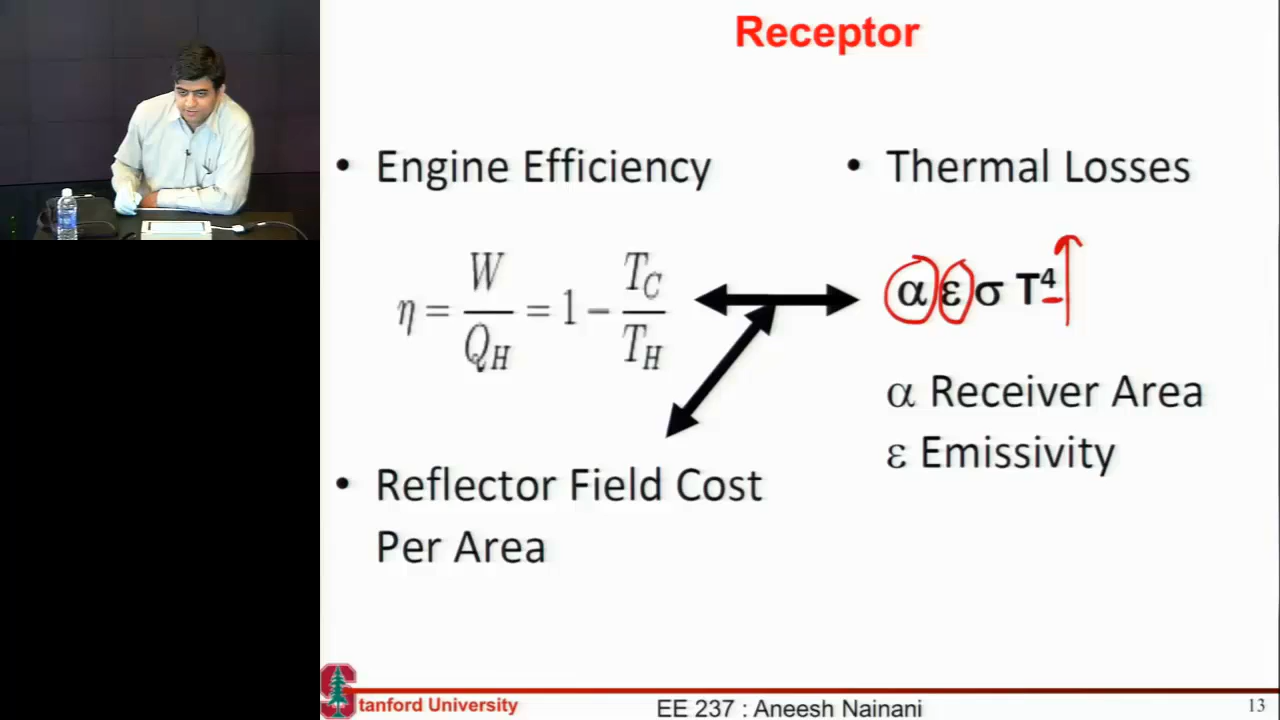 Receptor
• Engine Efficiency
η = W / Q_H = 1 − T_C / T_H
• Thermal Losses
α ε σ T⁴
α Receiver Area
ε Emissivity
• Reflector Field Cost
Per Area
Stanford University
EE 237 : Aneesh Nainani
13